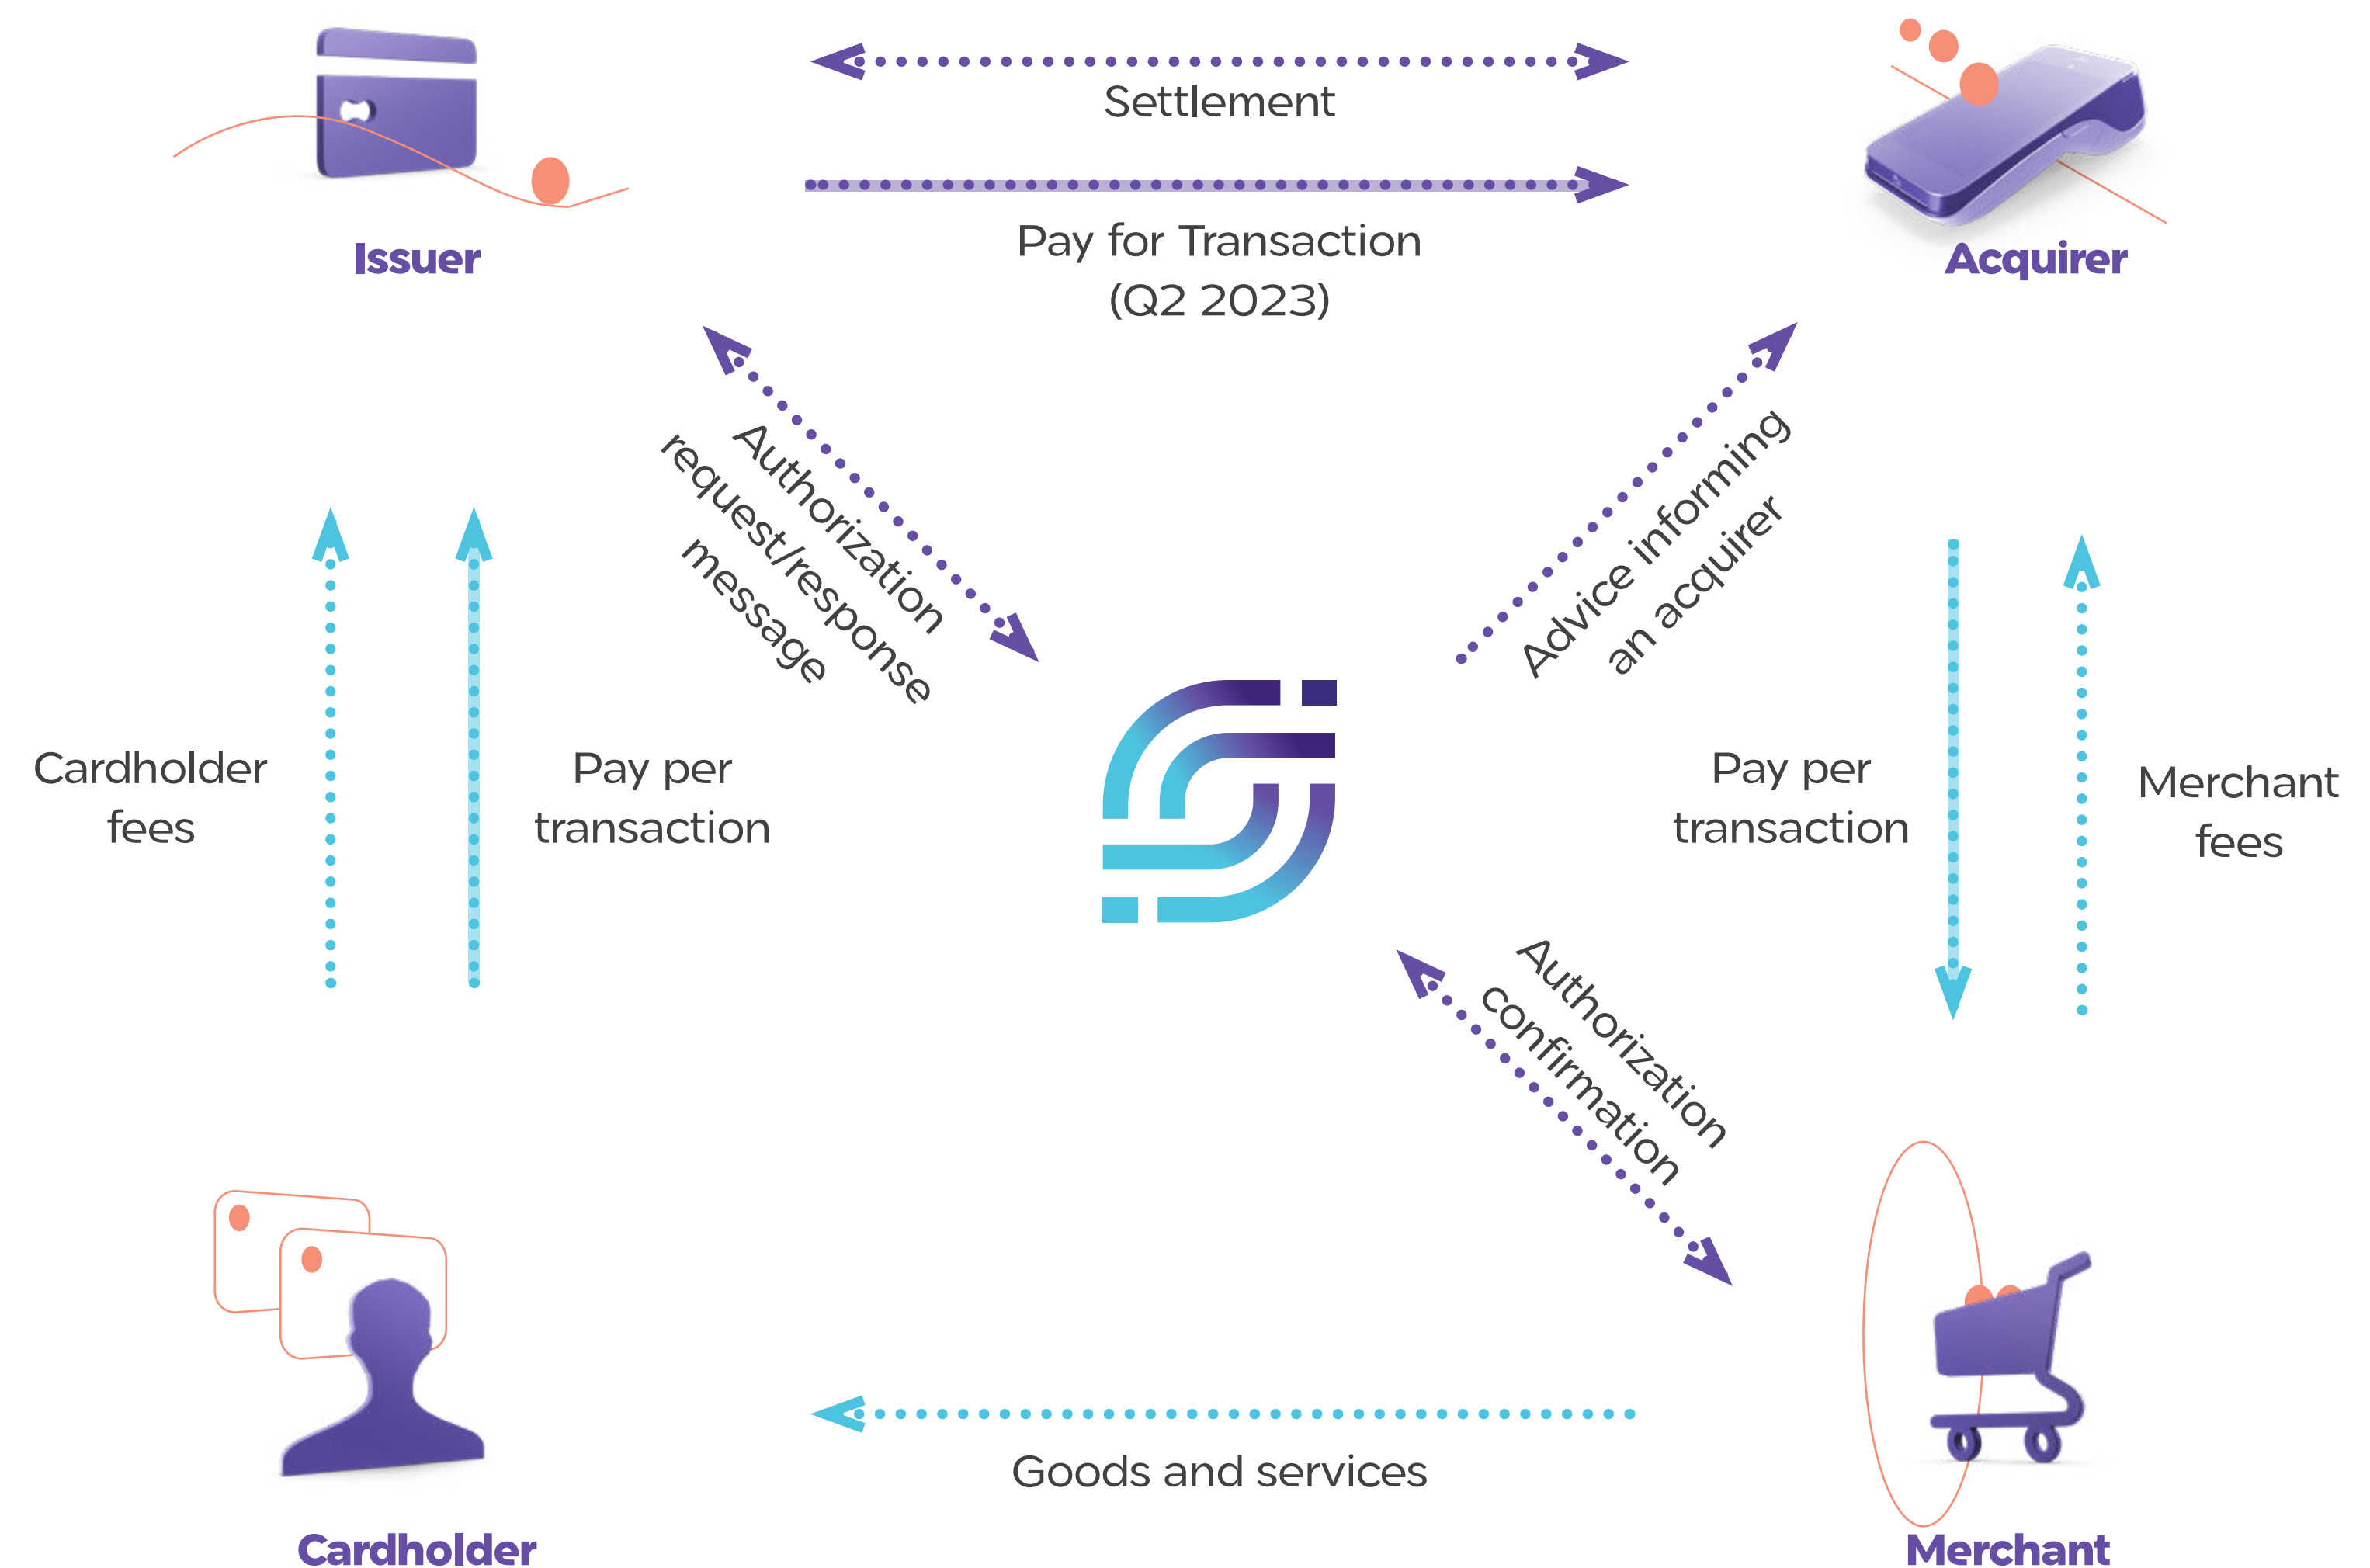 Settlement
Issuer
Pay for Transaction
(Q2 2023)
Acquirer
Authorization
request/response
message
Advice informing
an acquirer
Cardholder
fees
Pay per
transaction
Pay per
transaction
Merchant
fees
Authorization
confirmation
Goods and services
Cardholder
Merchant